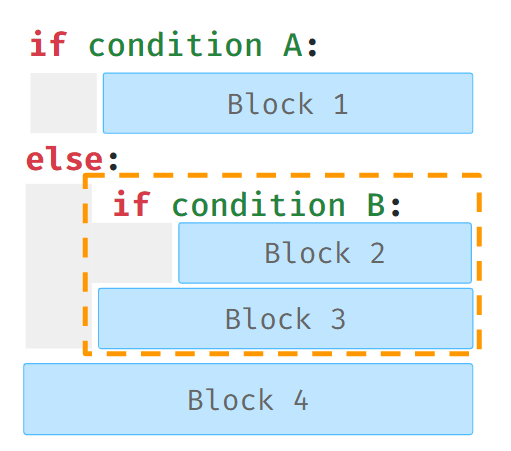 if condition A:
Block 1
else:
if condition B:
Block 2
Block 3
Block 4